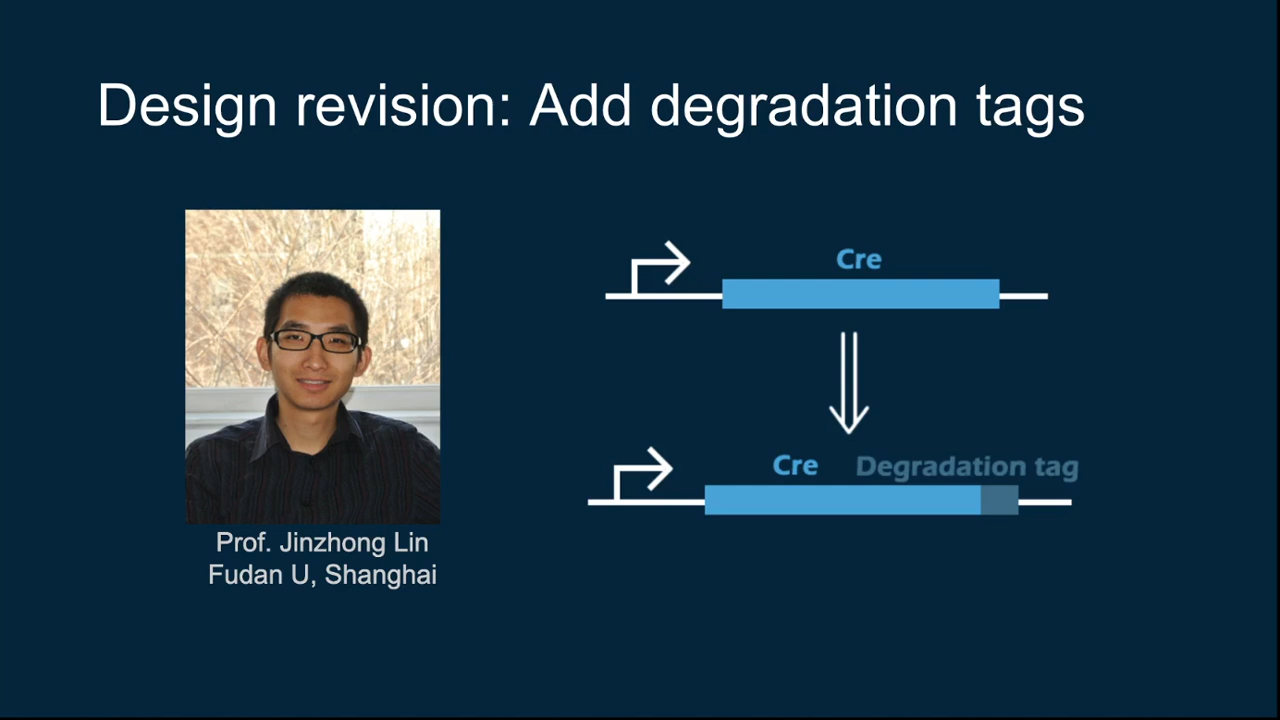 Design revision: Add degradation tags
Prof. Jinzhong Lin
Fudan U, Shanghai
Cre
Cre Degradation tag